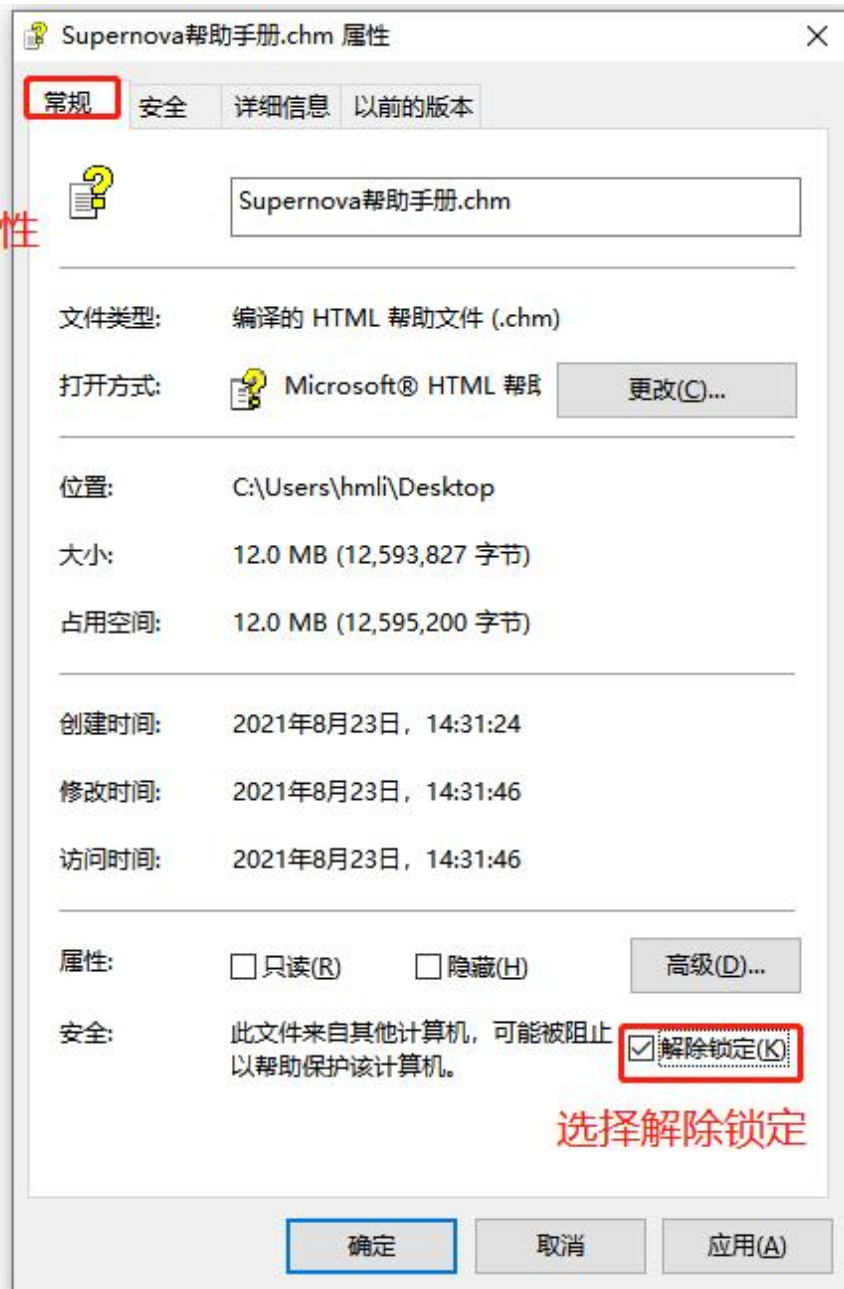 Supernova帮助手册.chm 属性
常规 安全 详细信息 以前的版本
Supernova帮助手册.chm
性
文件类型: 编译的 HTML 帮助文件 (.chm)
打开方式: Microsoft® HTML 帮助 更改(C)...
位置: C:\Users\hmli\Desktop
大小: 12.0 MB (12,593,827 字节)
占用空间: 12.0 MB (12,595,200 字节)
创建时间: 2021年8月23日，14:31:24
修改时间: 2021年8月23日，14:31:46
访问时间: 2021年8月23日，14:31:46
属性: 只读(R) 隐藏(H) 高级(D)...
安全: 此文件来自其他计算机，可能被阻止
以帮助保护该计算机。
解除锁定(K)
选择解除锁定
确定 取消 应用(A)